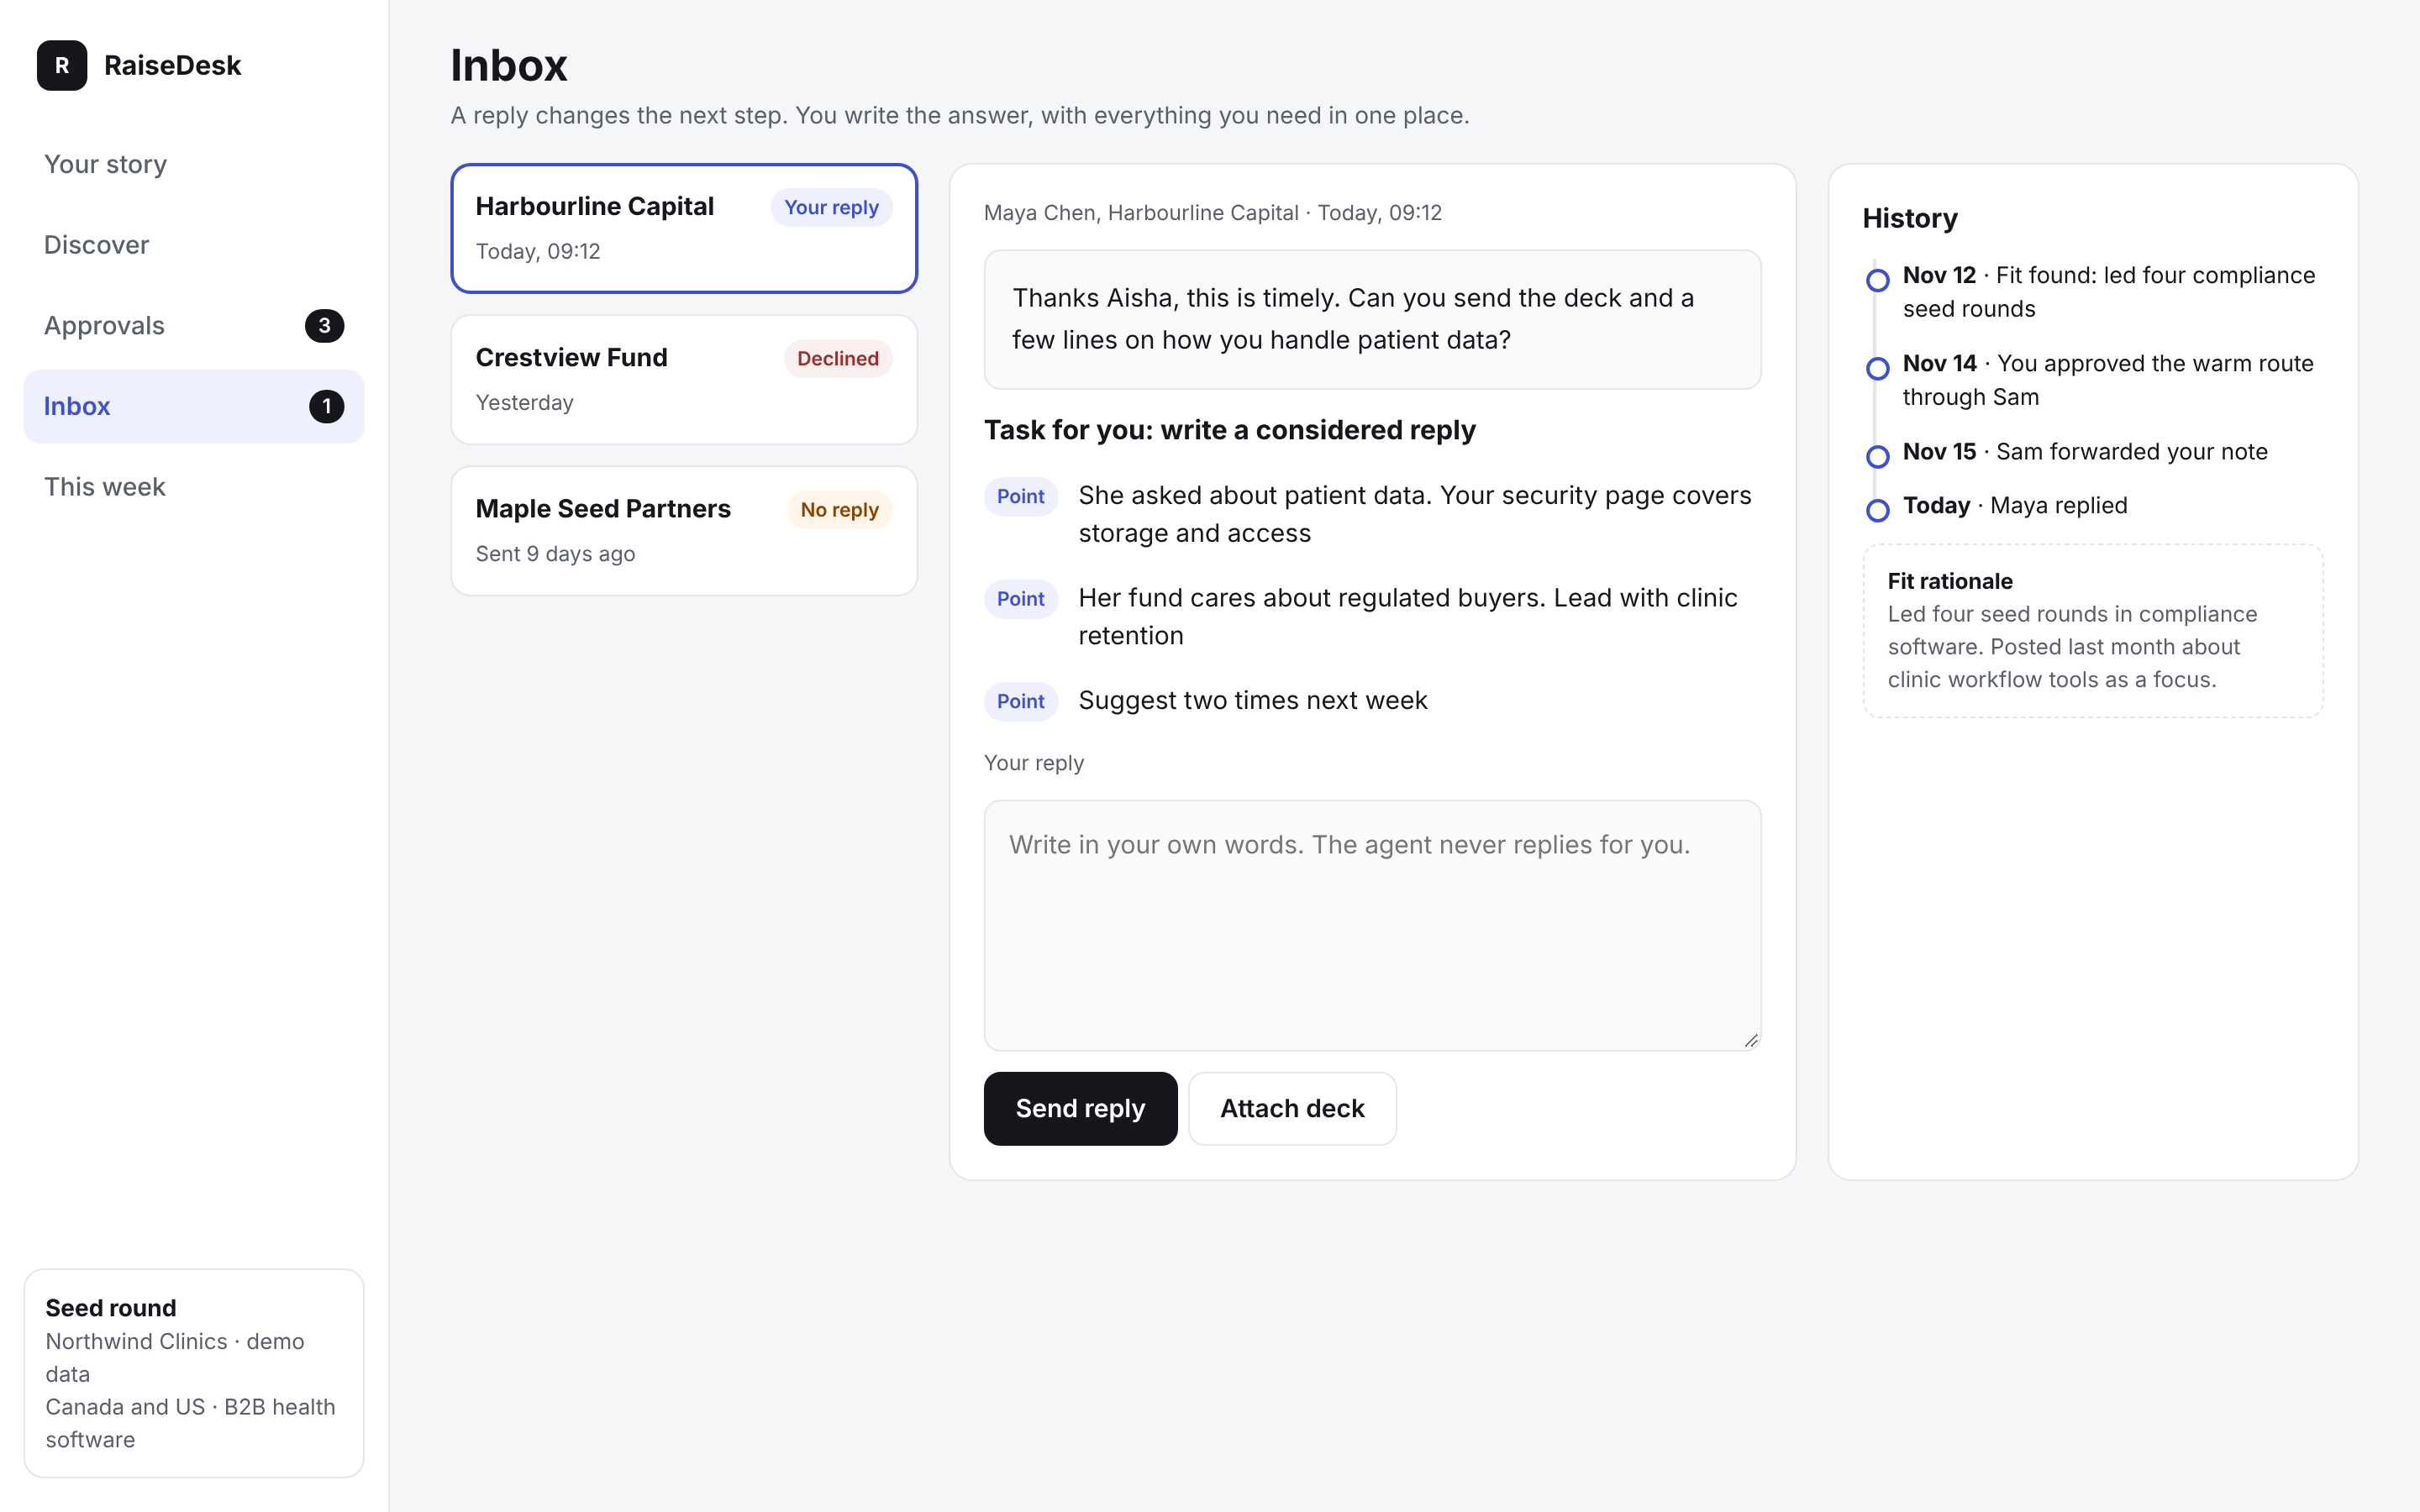 R
RaiseDesk
Your story
Discover
Approvals
3
Inbox
1
This week
Seed round
Northwind Clinics · demo
data
Canada and US · B2B health
software
Inbox
A reply changes the next step. You write the answer, with everything you need in one place.
Harbourline Capital
Your reply
Today, 09:12
Crestview Fund
Declined
Yesterday
Maple Seed Partners
No reply
Sent 9 days ago
Maya Chen, Harbourline Capital · Today, 09:12
Thanks Aisha, this is timely. Can you send the deck and a
few lines on how you handle patient data?
Task for you: write a considered reply
Point
She asked about patient data. Your security page covers
storage and access
Point
Her fund cares about regulated buyers. Lead with clinic
retention
Point
Suggest two times next week
Your reply
Write in your own words. The agent never replies for you.
Send reply
Attach deck
History
Nov 12 · Fit found: led four compliance
seed rounds
Nov 14 · You approved the warm route
through Sam
Nov 15 · Sam forwarded your note
Today · Maya replied
Fit rationale
Led four seed rounds in compliance
software. Posted last month about
clinic workflow tools as a focus.